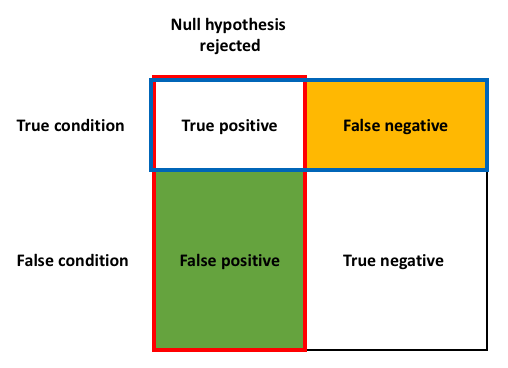 Null hypothesis
rejected
True condition
True positive
False negative
False condition
False positive
True negative